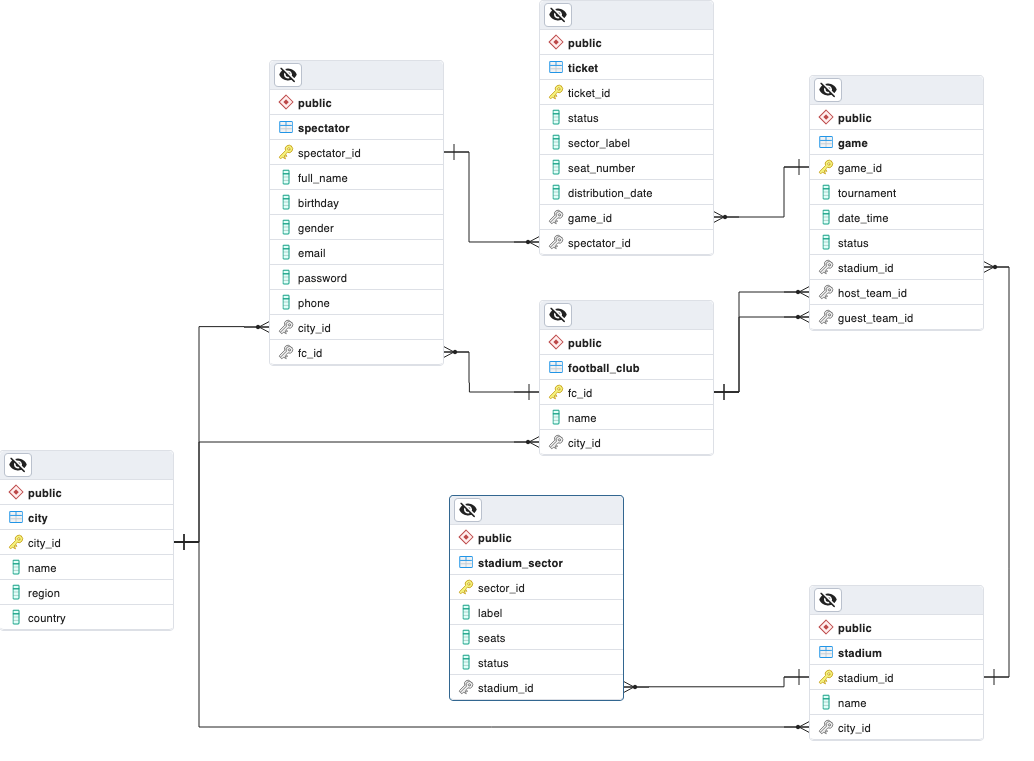 public
ticket
ticket_id
status
sector_label
seat_number
distribution_date
game_id
spectator_id
public
spectator
spectator_id
full_name
birthday
gender
email
password
phone
city_id
fc_id
public
game
game_id
tournament
date_time
status
stadium_id
host_team_id
guest_team_id
public
football_club
fc_id
name
city_id
public
city
city_id
name
region
country
public
stadium_sector
sector_id
label
seats
status
stadium_id
public
stadium
stadium_id
name
city_id